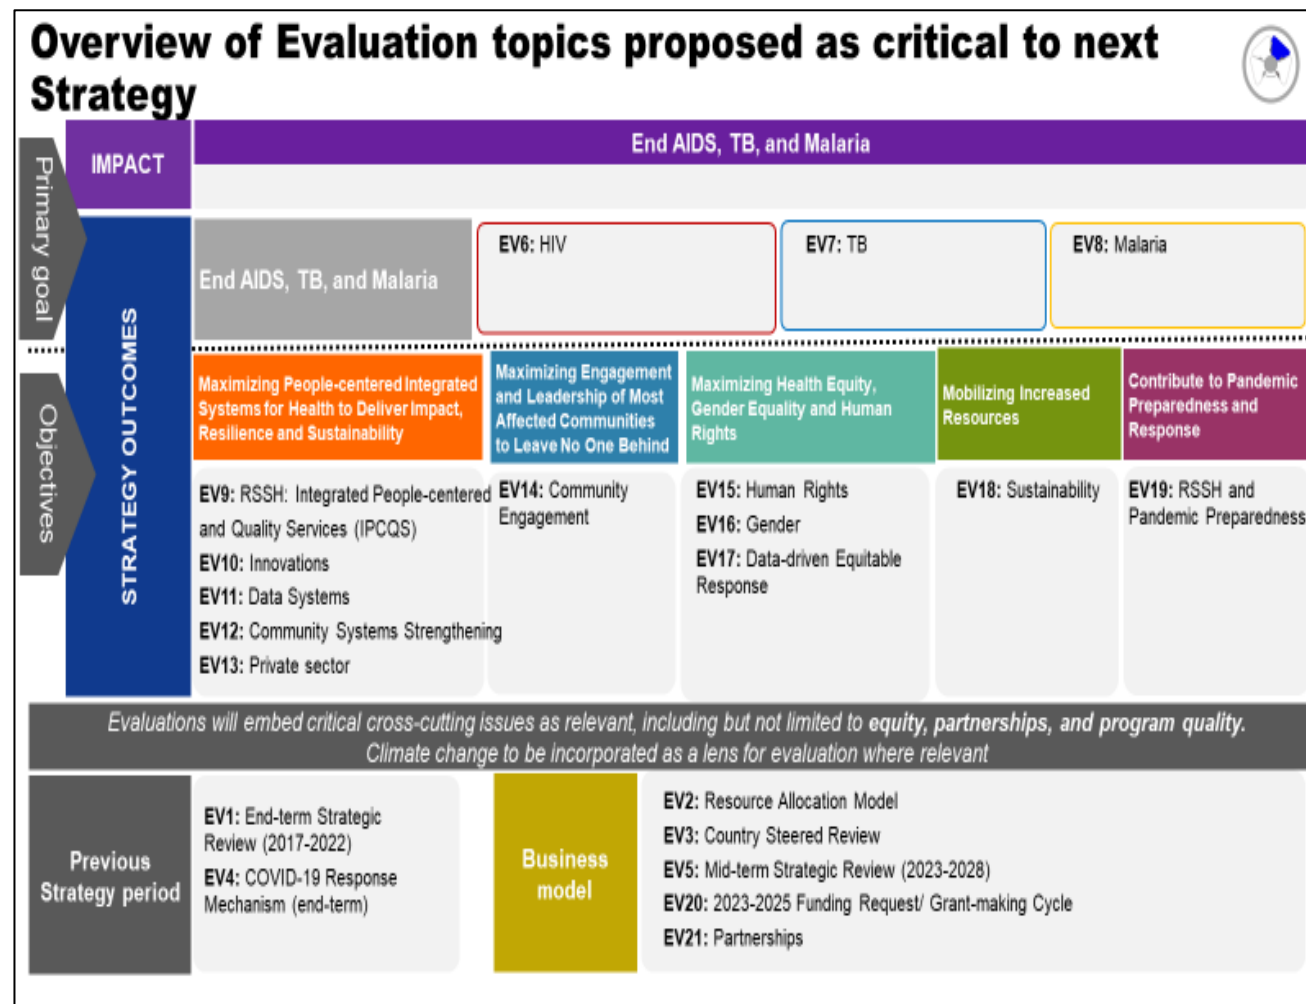 Overview of Evaluation topics proposed as critical to next
Strategy
Primary goal
IMPACT
End AIDS, TB, and Malaria
STRATEGY OUTCOMES
End AIDS, TB, and Malaria
EV6: HIV
EV7: TB
EV8: Malaria
Objectives
Maximizing People-centered Integrated
Systems for Health to Deliver Impact,
Resilience and Sustainability
EV9: RSSH: Integrated People-centered
and Quality Services (IPCQS)
EV10: Innovations
EV11: Data Systems
EV12: Community Systems Strengthening
EV13: Private sector
Maximizing Engagement
and Leadership of Most
Affected Communities
to Leave No One Behind
EV14: Community
Engagement
Maximizing Health Equity,
Gender Equality and Human
Rights
EV15: Human Rights
EV16: Gender
EV17: Data-driven Equitable
Response
Mobilizing Increased
Resources
EV18: Sustainability
Contribute to Pandemic
Preparedness and
Response
EV19: RSSH and
Pandemic Preparedness
Evaluations will embed critical cross-cutting issues as relevant, including but not limited to equity, partnerships, and program quality.
Climate change to be incorporated as a lens for evaluation where relevant
Previous
Strategy period
EV1: End-term Strategic
Review (2017-2022)
EV4: COVID-19 Response
Mechanism (end-term)
Business
model
EV2: Resource Allocation Model
EV3: Country Steered Review
EV5: Mid-term Strategic Review (2023-2028)
EV20: 2023-2025 Funding Request/ Grant-making Cycle
EV21: Partnerships